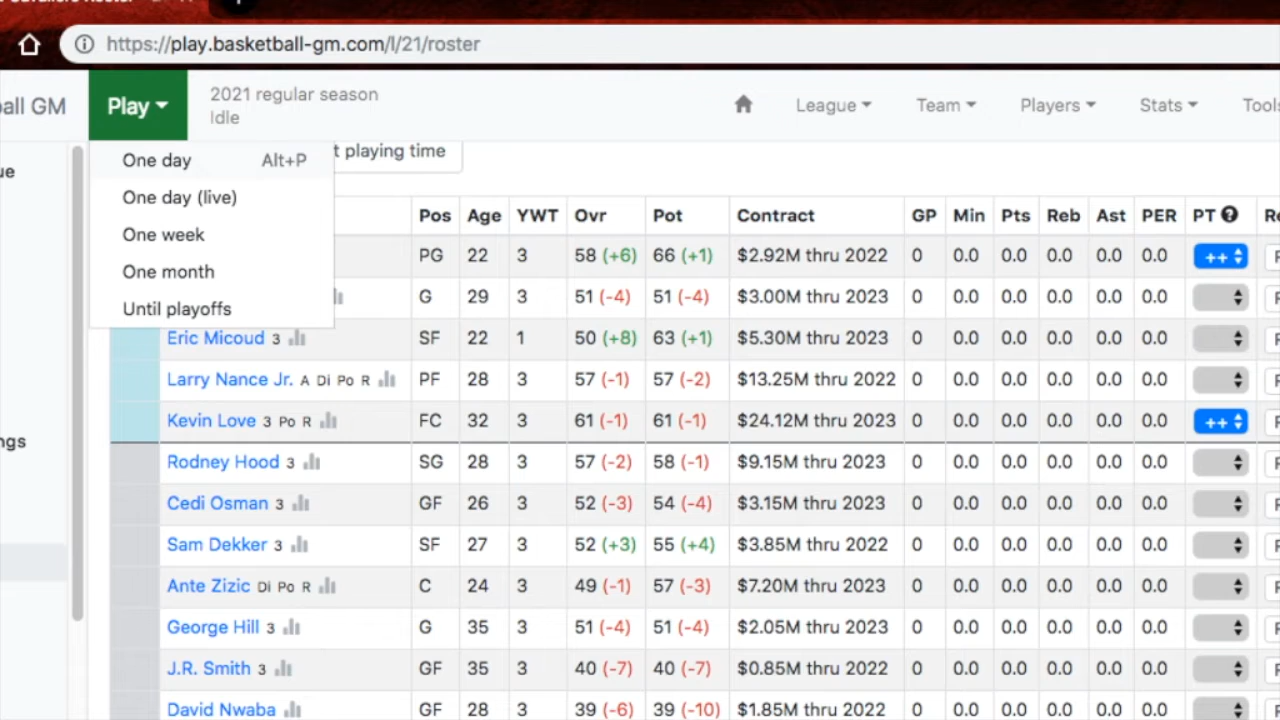 https://play.basketball-gm.com/l/21/roster
all GM Play 2021 regular season League Team Players Stats Tools
Idle
One day Alt+P t playing time
One day (live)
One week
One month
Until playoffs
ue
ngs
Pos Age YWT Ovr Pot Contract GP Min Pts Reb Ast PER PT ? Re
PG 22 3 58 (+6) 66 (+1) $2.92M thru 2022 0 0.0 0.0 0.0 0.0 0.0 ++
G 29 3 51 (-4) 51 (-4) $3.00M thru 2023 0 0.0 0.0 0.0 0.0 0.0
Eric Micoud 3 SF 22 1 50 (+8) 63 (+1) $5.30M thru 2023 0 0.0 0.0 0.0 0.0 0.0
Larry Nance Jr. A Di Po R PF 28 3 57 (-1) 57 (-2) $13.25M thru 2022 0 0.0 0.0 0.0 0.0 0.0
Kevin Love 3 Po R FC 32 3 61 (-1) 61 (-1) $24.12M thru 2023 0 0.0 0.0 0.0 0.0 0.0 ++
Rodney Hood 3 SG 28 3 57 (-2) 58 (-1) $9.15M thru 2023 0 0.0 0.0 0.0 0.0 0.0
Cedi Osman 3 GF 26 3 52 (-3) 54 (-4) $3.15M thru 2023 0 0.0 0.0 0.0 0.0 0.0
Sam Dekker 3 SF 27 3 52 (+3) 55 (+4) $3.85M thru 2022 0 0.0 0.0 0.0 0.0 0.0
Ante Zizic Di Po R C 24 3 49 (-1) 57 (-3) $7.20M thru 2023 0 0.0 0.0 0.0 0.0 0.0
George Hill 3 G 35 3 51 (-4) 51 (-4) $2.05M thru 2023 0 0.0 0.0 0.0 0.0 0.0
J.R. Smith 3 GF 35 3 40 (-7) 40 (-7) $0.85M thru 2022 0 0.0 0.0 0.0 0.0 0.0
David Nwaba GF 28 3 39 (-6) 39 (-10) $1.85M thru 2022 0 0.0 0.0 0.0 0.0 0.0